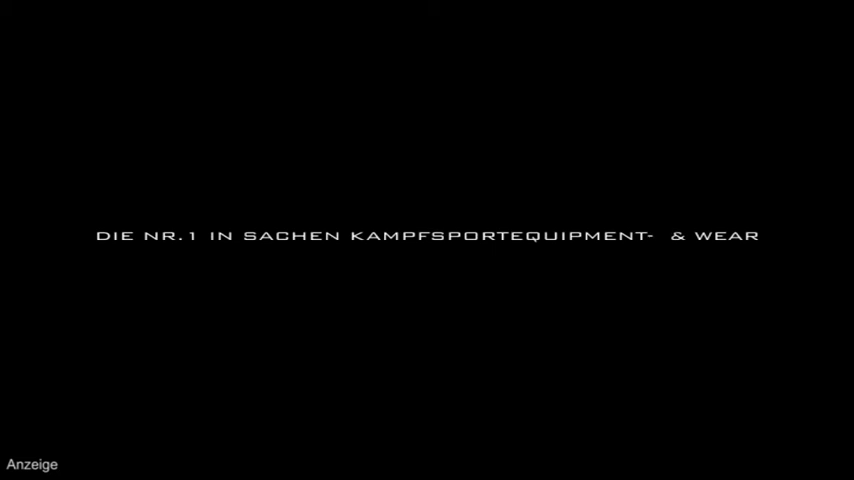 DIE NR.1 IN SACHEN KAMPFSPORTEQUIPMENT- & WEAR
Anzeige